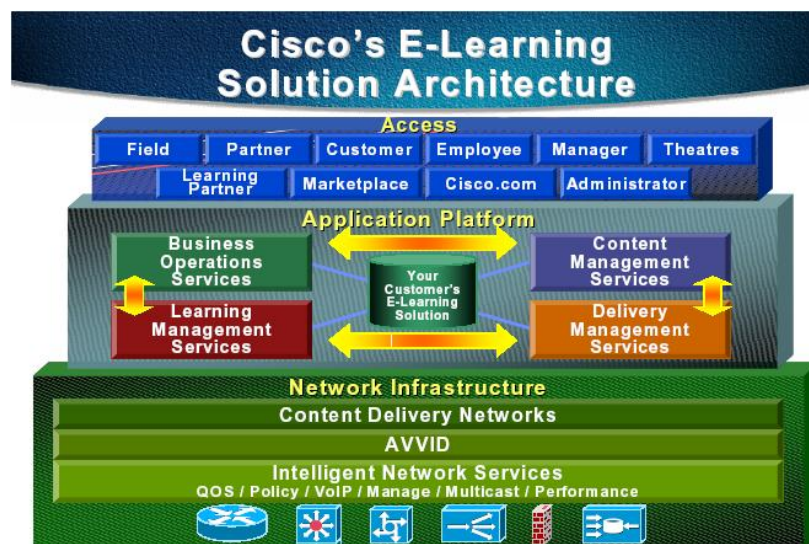 Cisco's E-Learning
Solution Architecture
Access
Field Partner Customer Employee Manager Theatres
Learning
Partner Marketplace Cisco.com Administrator
Application Platform
Business
Operations
Services
Content
Management
Services
Your
Customer's
E-Learning
Solution
Learning
Management
Services
Delivery
Management
Services
Network Infrastructure
Content Delivery Networks
AVVID
Intelligent Network Services
QOS / Policy / VoIP / Manage / Multicast / Performance